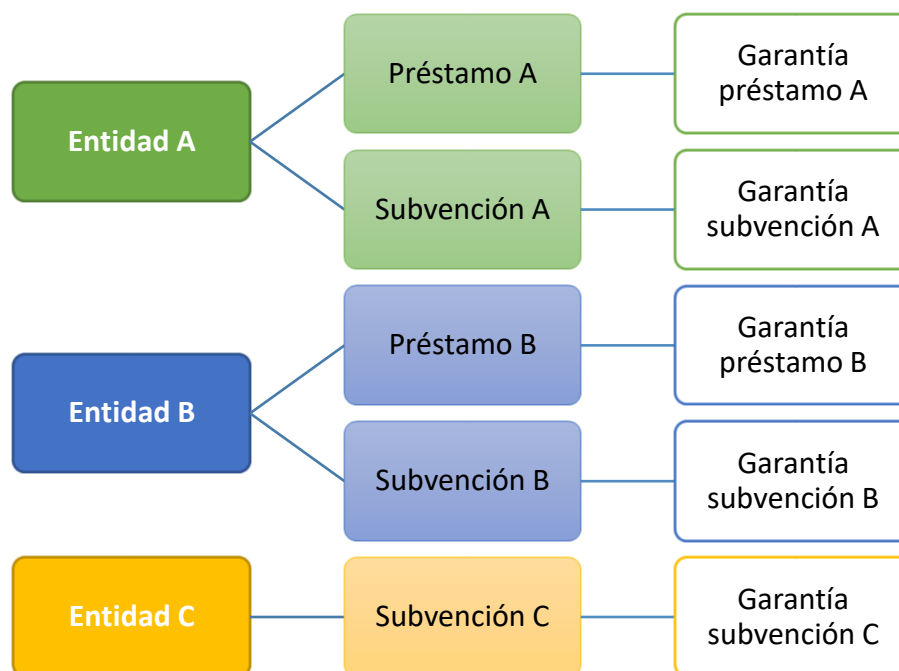 Entidad A
Préstamo A
Garantía
préstamo A
Subvención A
Garantía
subvención A
Entidad B
Préstamo B
Garantía
préstamo B
Subvención B
Garantía
subvención B
Entidad C
Subvención C
Garantía
subvención C